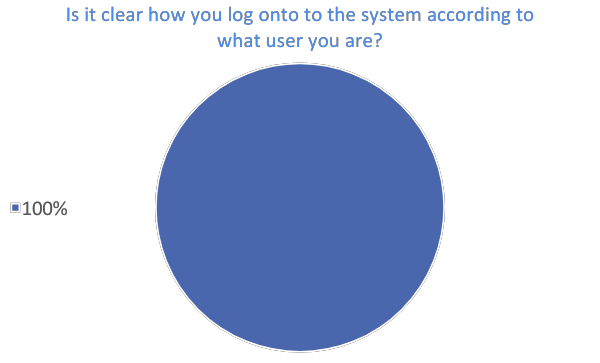 Is it clear how you log onto to the system according to
what user you are?
100%